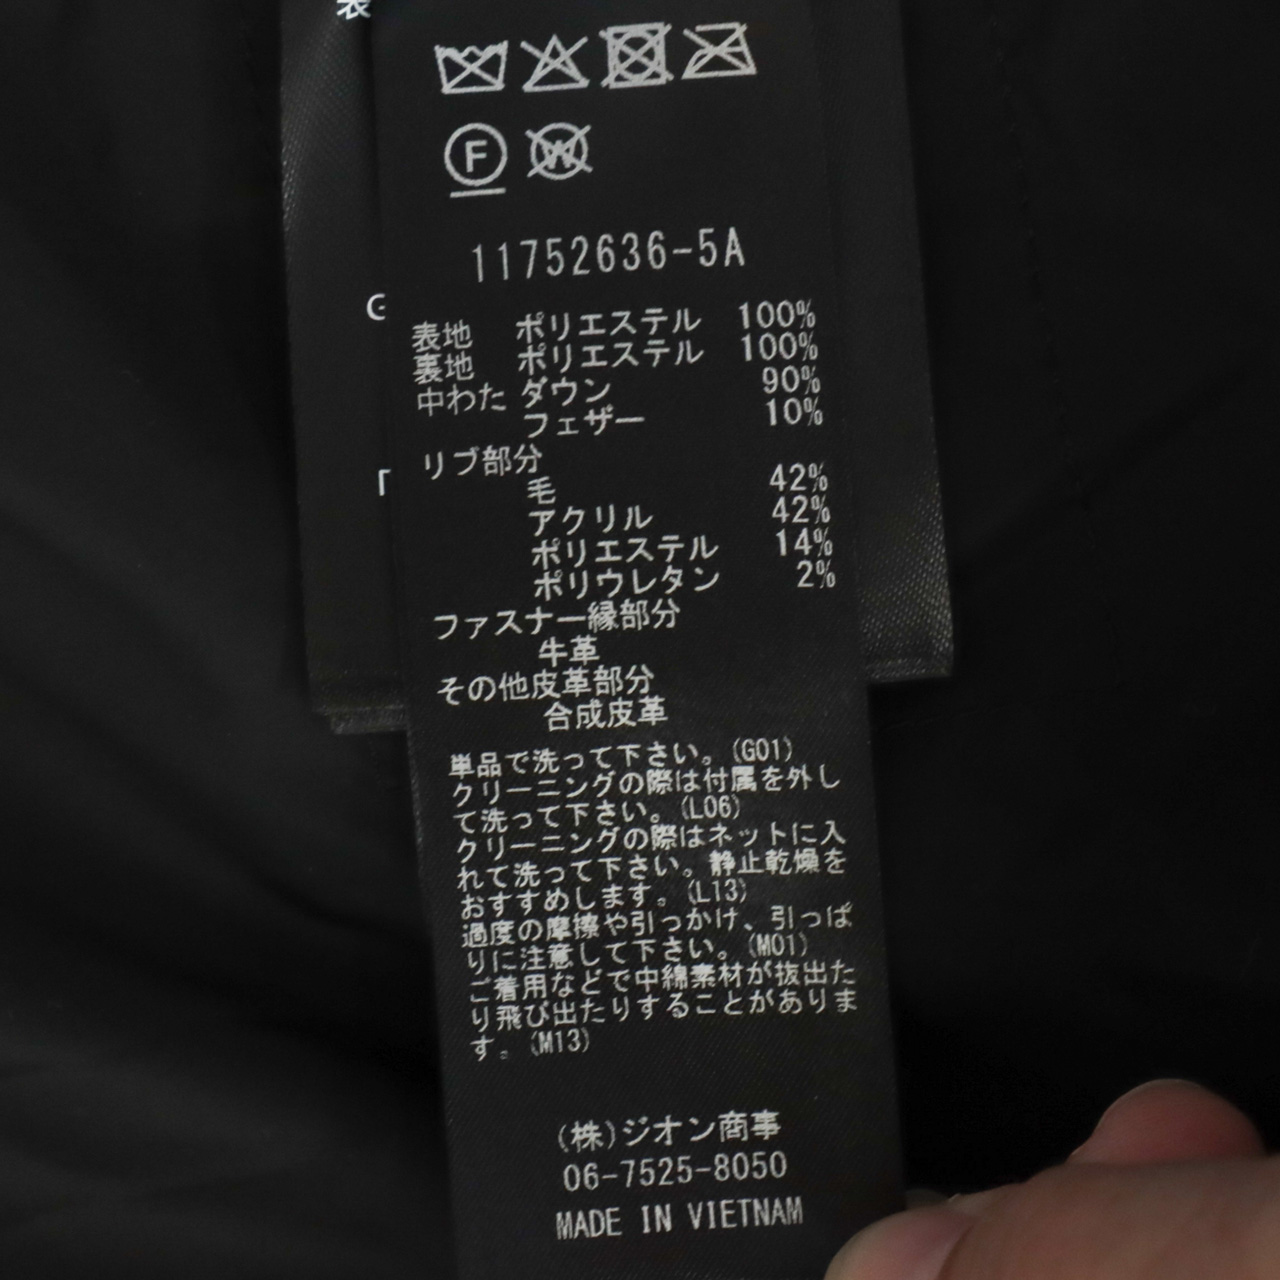 表
F
W
11752636-5A
G
表地 ポリエステル 100%
裏地 ポリエステル 100%
中わた ダウン 90%
フェザー 10%
リブ部分
毛 42%
アクリル 42%
ポリエステル 14%
ポリウレタン 2%
ファスナー縁部分
牛革
その他皮革部分
合成皮革
単品で洗って下さい。(G01)
クリーニングの際は付属を外し
て洗って下さい。(L06)
クリーニングの際はネットに入
れて洗って下さい。静止乾燥を
おすすめします。(L13)
過度の摩擦や引っかけ、引っぱ
りに注意して下さい。(M01)
ご着用などで中綿素材が抜出た
り飛び出たりすることがありま
す。(M13)
(株)ジオン商事
06-7525-8050
MADE IN VIETNAM